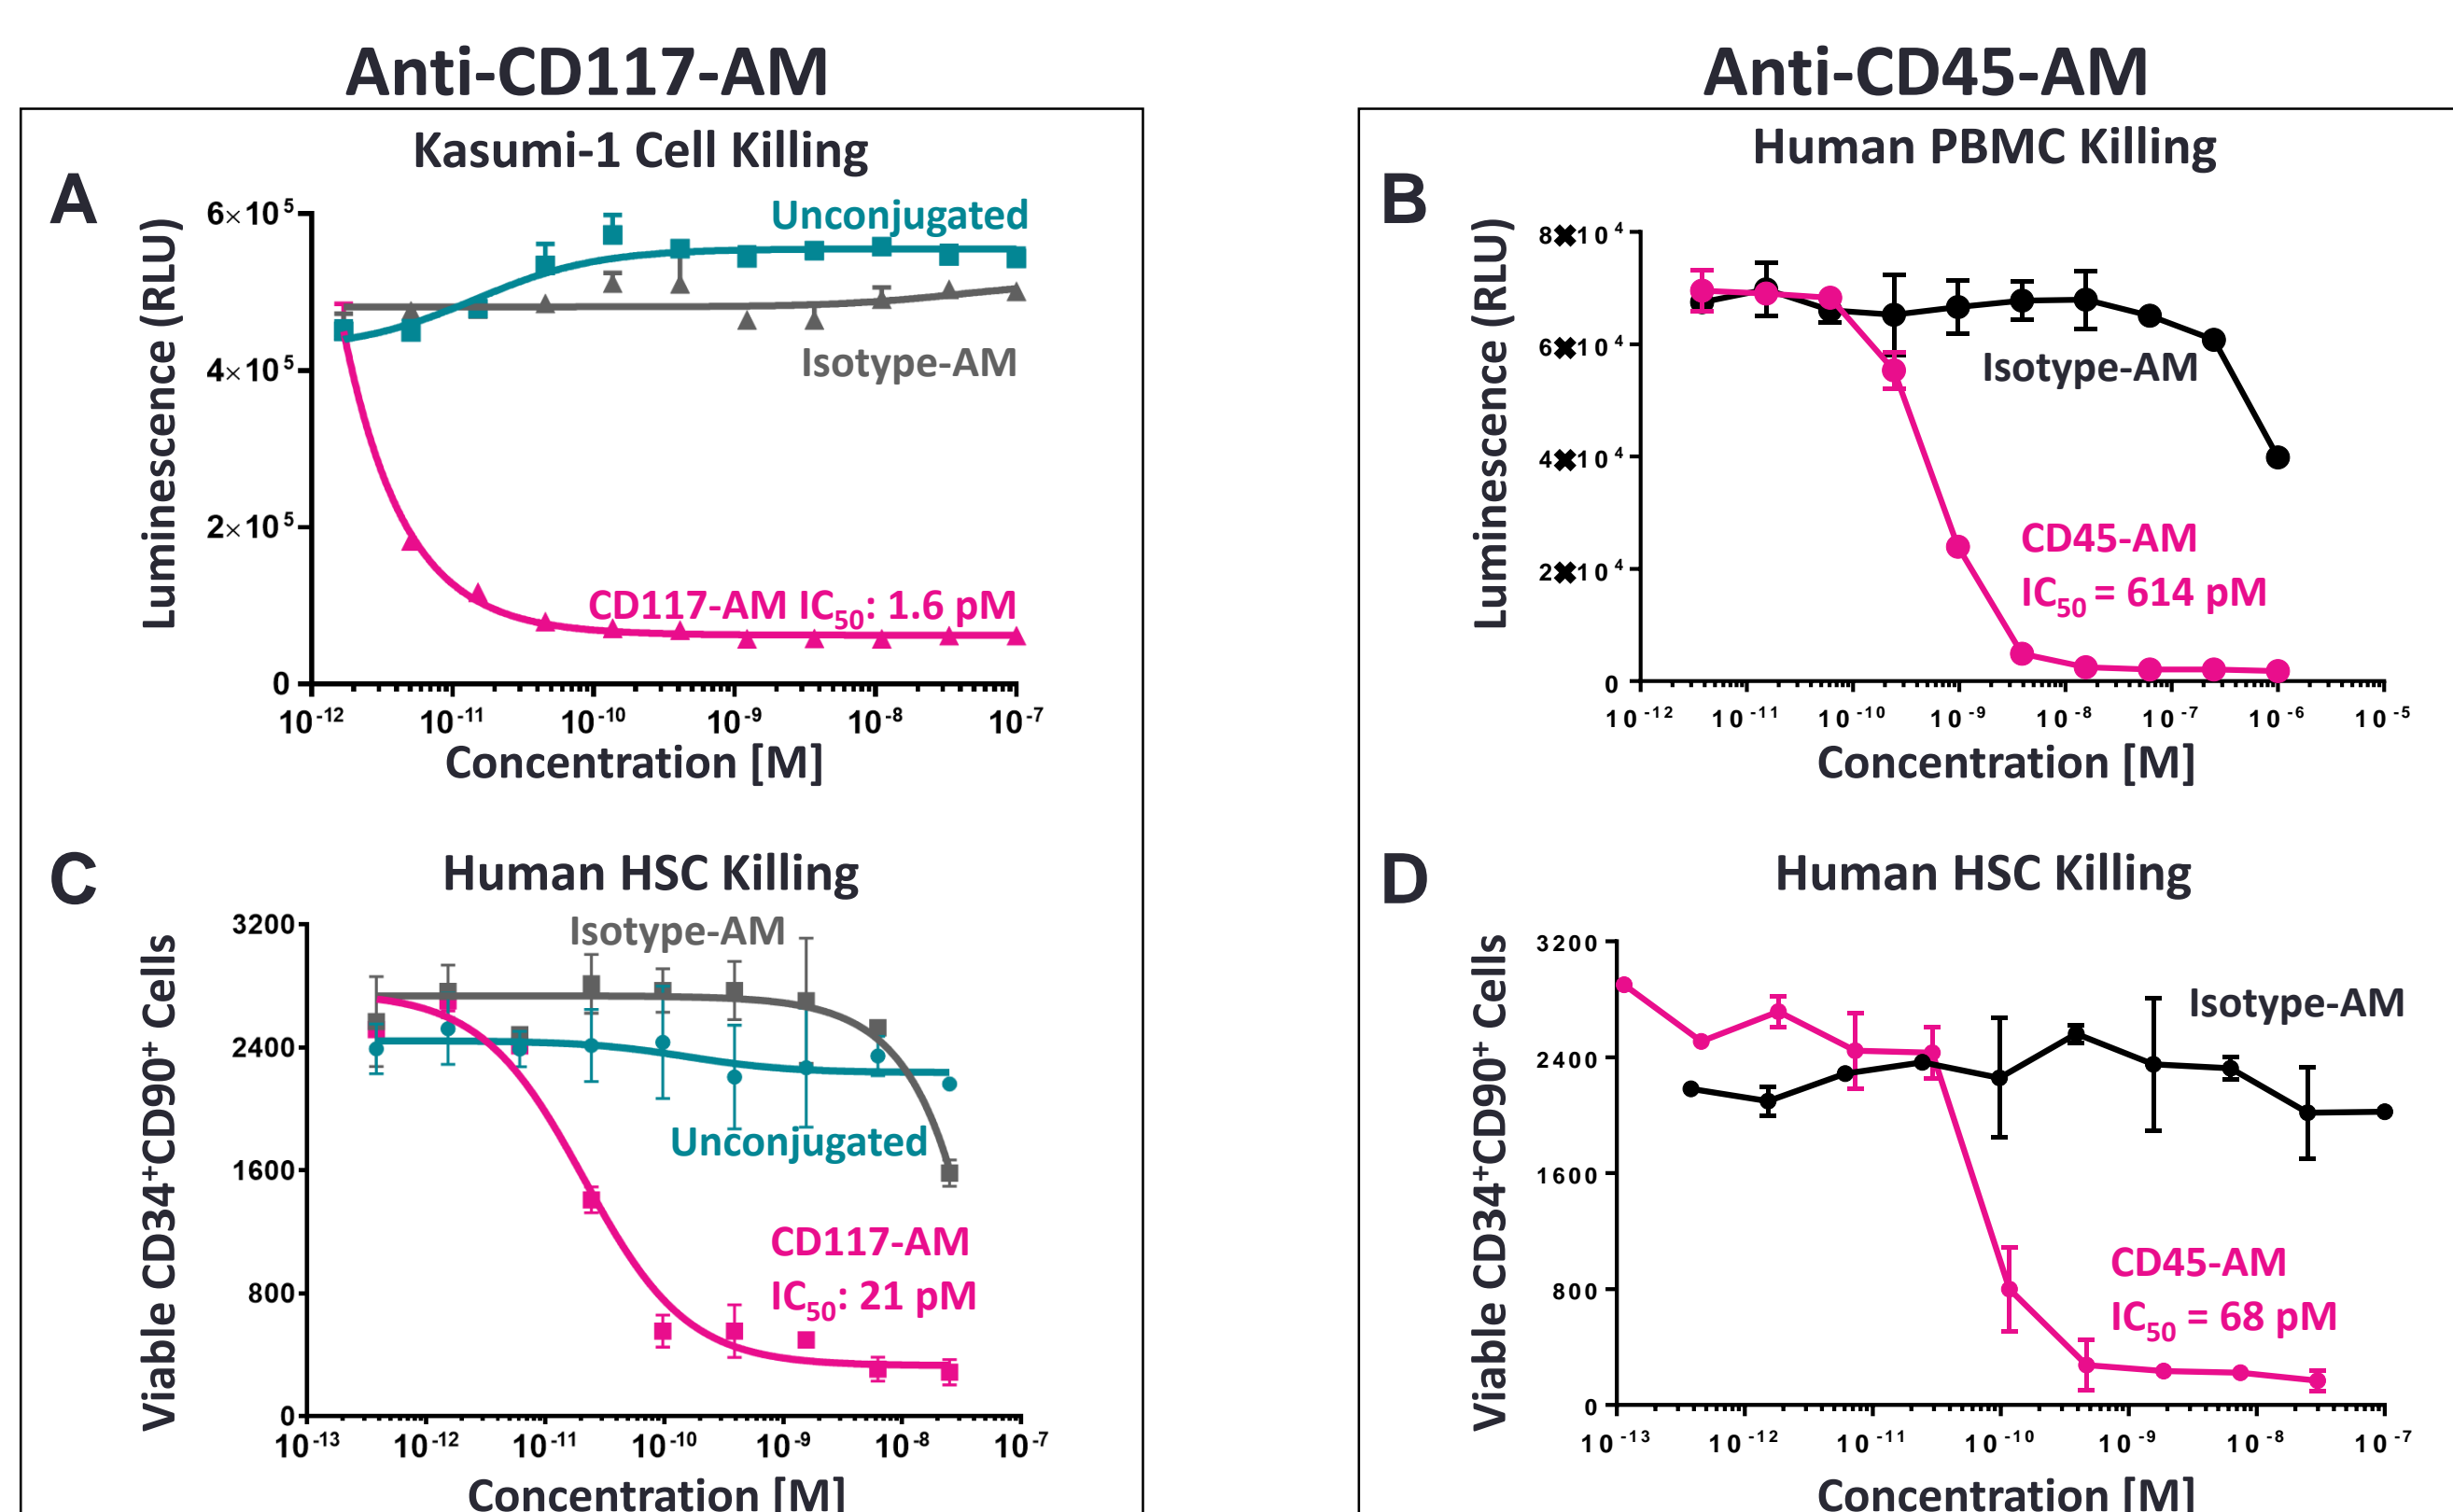 Anti-CD117-AM
Anti-CD45-AM
A
Kasumi-1 Cell Killing
Luminescence (RLU)
6×10⁵
4×10⁵
2×10⁵
0
Unconjugated
Isotype-AM
CD117-AM IC₅₀: 1.6 pM
10⁻¹² 10⁻¹¹ 10⁻¹⁰ 10⁻⁹ 10⁻⁸ 10⁻⁷
Concentration [M]
B
Human PBMC Killing
Luminescence (RLU)
8✖10⁴
6✖10⁴
4✖10⁴
2✖10⁴
0
Isotype-AM
CD45-AM
IC₅₀ = 614 pM
10⁻¹² 10⁻¹¹ 10⁻¹⁰ 10⁻⁹ 10⁻⁸ 10⁻⁷ 10⁻⁶ 10⁻⁵
Concentration [M]
C
Human HSC Killing
Viable CD34⁺CD90⁺ Cells
3200
2400
1600
800
0
Isotype-AM
Unconjugated
CD117-AM
IC₅₀: 21 pM
10⁻¹³ 10⁻¹² 10⁻¹¹ 10⁻¹⁰ 10⁻⁹ 10⁻⁸ 10⁻⁷
Concentration [M]
D
Human HSC Killing
Viable CD34⁺CD90⁺ Cells
3200
2400
1600
800
0
Isotype-AM
CD45-AM
IC₅₀ = 68 pM
10⁻¹³ 10⁻¹² 10⁻¹¹ 10⁻¹⁰ 10⁻⁹ 10⁻⁸ 10⁻⁷
Concentration [M]